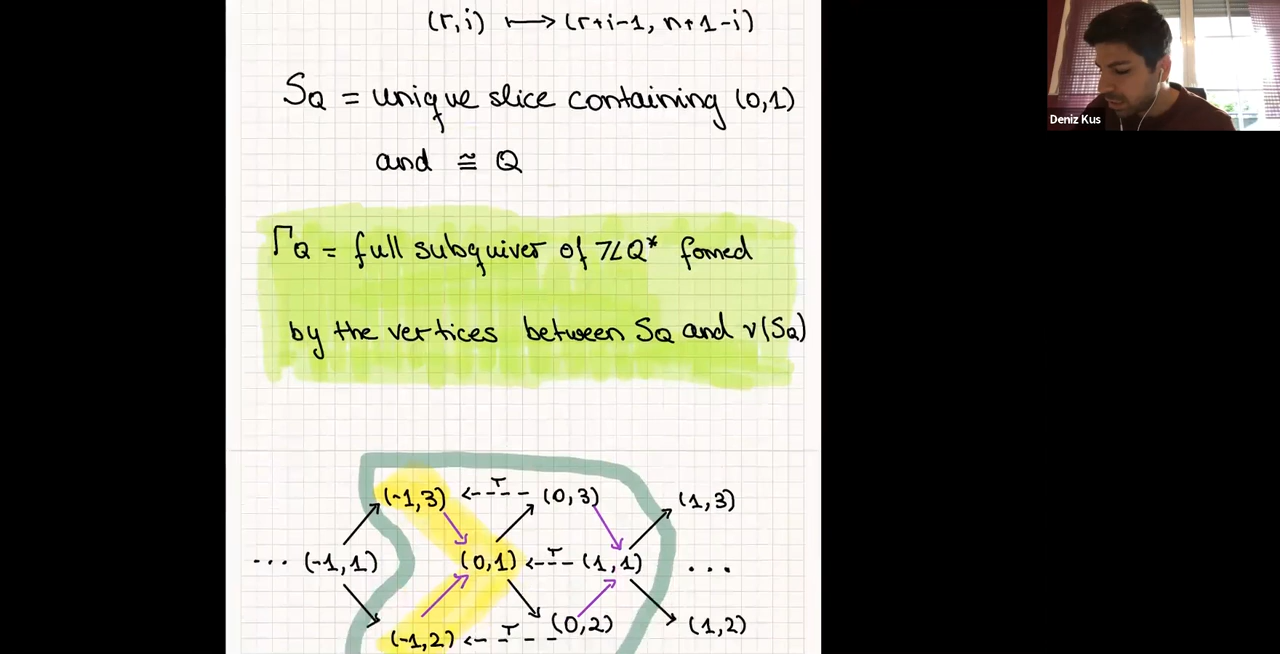 (r,i) ⟼ (r+i-1, n+1-i)
Deniz Kus
S_Q = unique slice containing (0,1)
and ≅ Q
Γ_Q = full subquiver of ℤQ* fomed
by the vertices between S_Q and ν(S_Q)
(-1,3) <-τ-- (0,3) (1,3)
... (-1,1) (0,1) <-τ-- (1,1) ...
(-1,2) <--τ-- (0,2) (1,2)